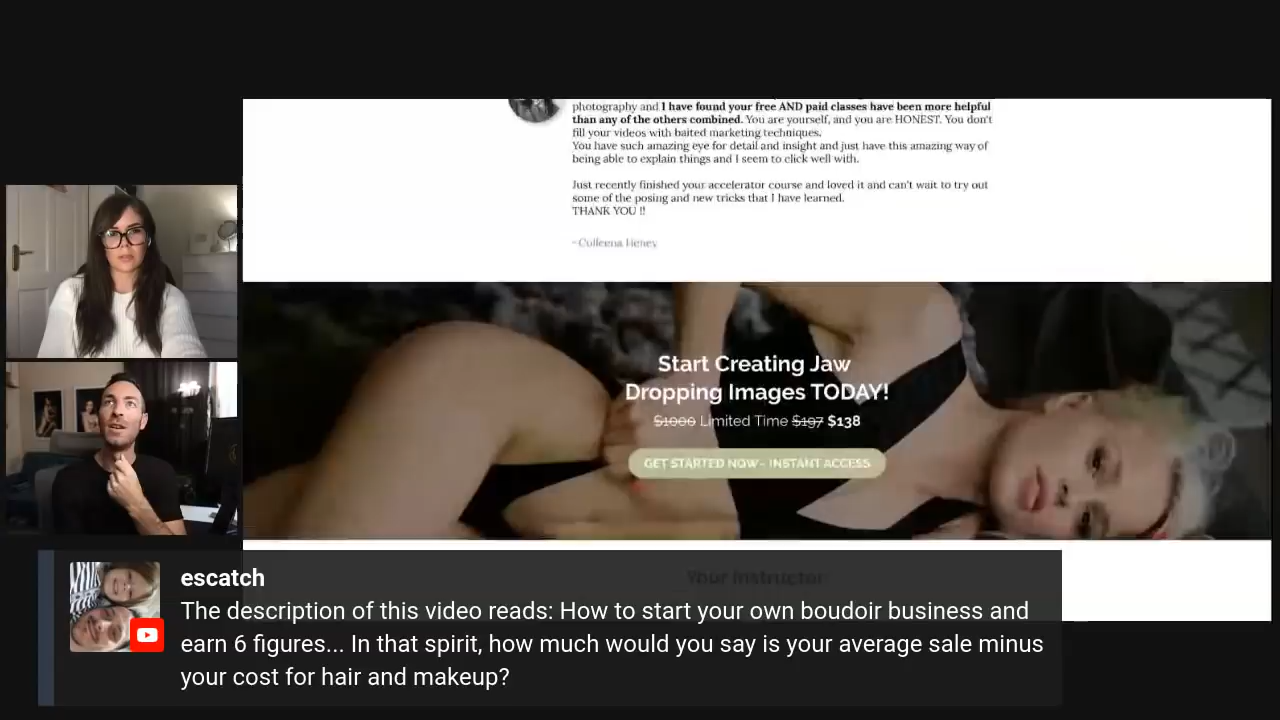 photography and I have found your free AND paid classes have been more helpful
than any of the others combined. You are yourself, and you are HONEST. You don't
fill your videos with baited marketing techniques.
You have such amazing eye for detail and insight and just have this amazing way of
being able to explain things and I seem to click well with.
Just recently finished your accelerator course and loved it and can't wait to try out
some of the posing and new tricks that I have learned.
THANK YOU !!
Start Creating Jaw
Dropping Images TODAY!
$1000 Limited Time $197 $138
GET STARTED NOW - INSTANT ACCESS
Your Instructor
escatch
The description of this video reads: How to start your own boudoir business and
earn 6 figures... In that spirit, how much would you say is your average sale minus
your cost for hair and makeup?